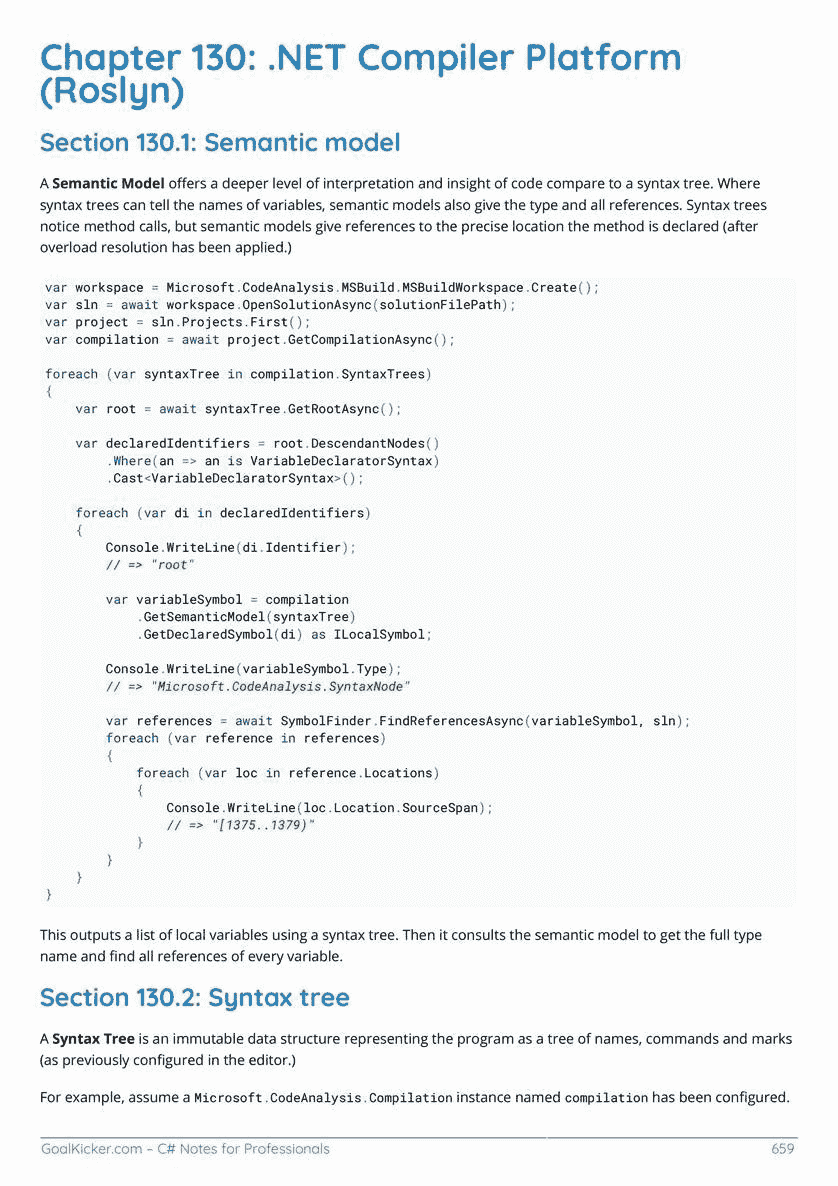 Chapter 130: .NET Compiler Platform
(Roslyn)
Section 130.1: Semantic model
A Semantic Model offers a deeper level of interpretation and insight of code compare to a syntax tree. Where
syntax trees can tell the names of variables, semantic models also give the type and all references. Syntax trees
notice method calls, but semantic models give references to the precise location the method is declared (after
overload resolution has been applied.)
var workspace = Microsoft.CodeAnalysis.MSBuild.MSBuildWorkspace.Create();
var sln = await workspace.OpenSolutionAsync(solutionFilePath);
var project = sln.Projects.First();
var compilation = await project.GetCompilationAsync();
foreach (var syntaxTree in compilation.SyntaxTrees)
{
    var root = await syntaxTree.GetRootAsync();
    var declaredIdentifiers = root.DescendantNodes()
        .Where(an => an is VariableDeclaratorSyntax)
        .Cast<VariableDeclaratorSyntax>();
    foreach (var di in declaredIdentifiers)
    {
        Console.WriteLine(di.Identifier);
        // => "root"
        var variableSymbol = compilation
            .GetSemanticModel(syntaxTree)
            .GetDeclaredSymbol(di) as ILocalSymbol;
        Console.WriteLine(variableSymbol.Type);
        // => "Microsoft.CodeAnalysis.SyntaxNode"
        var references = await SymbolFinder.FindReferencesAsync(variableSymbol, sln);
        foreach (var reference in references)
        {
            foreach (var loc in reference.Locations)
            {
                Console.WriteLine(loc.Location.SourceSpan);
                // => "[1375..1379)"
            }
        }
    }
}
This outputs a list of local variables using a syntax tree. Then it consults the semantic model to get the full type
name and find all references of every variable.
Section 130.2: Syntax tree
A Syntax Tree is an immutable data structure representing the program as a tree of names, commands and marks
(as previously configured in the editor.)
For example, assume a Microsoft.CodeAnalysis.Compilation instance named compilation has been configured.
GoalKicker.com – C# Notes for Professionals 659